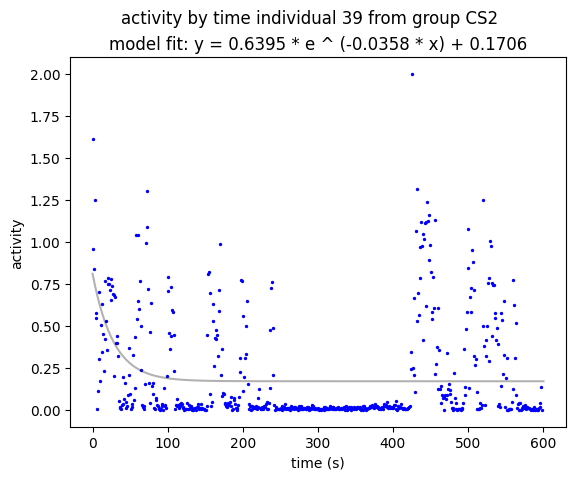 activity by time individual 39 from group CS2
model fit: y = 0.6395 * e ^ (-0.0358 * x) + 0.1706
2.00
1.75
1.50
1.25
1.00
0.75
0.50
0.25
0.00
activity
0 100 200 300 400 500 600
time (s)